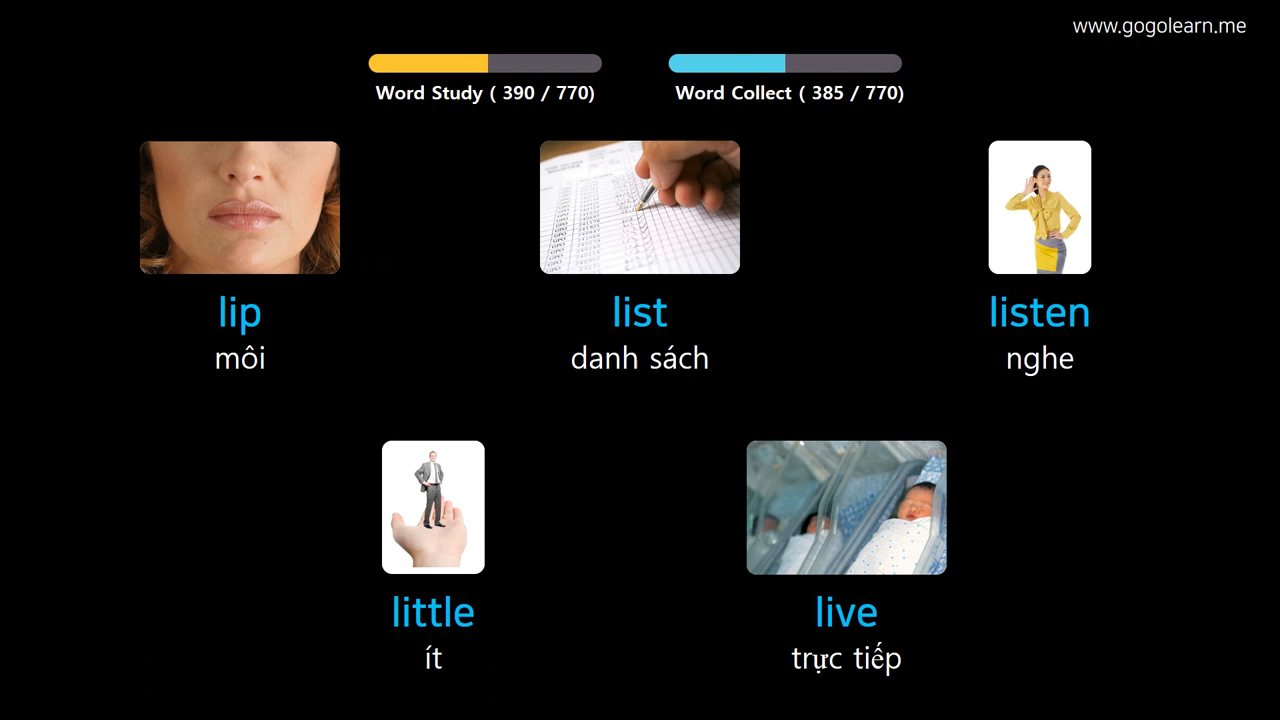 www.gogolearn.me
Word Study ( 390 / 770)
Word Collect ( 385 / 770)
lip
môi
list
danh sách
listen
nghe
little
ít
live
trực tiếp